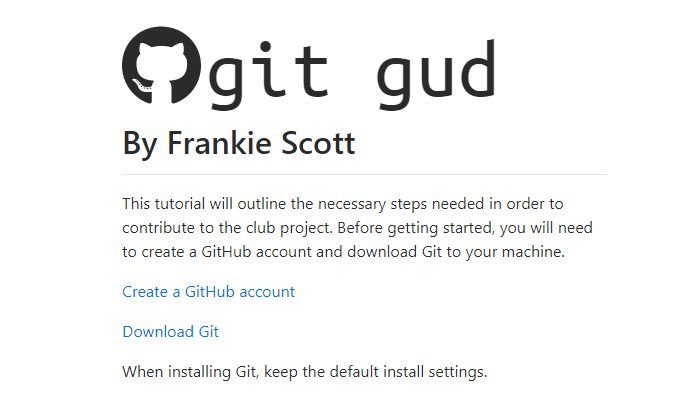 git gud
By Frankie Scott
This tutorial will outline the necessary steps needed in order to
contribute to the club project. Before getting started, you will need
to create a GitHub account and download Git to your machine.
Create a GitHub account
Download Git
When installing Git, keep the default install settings.